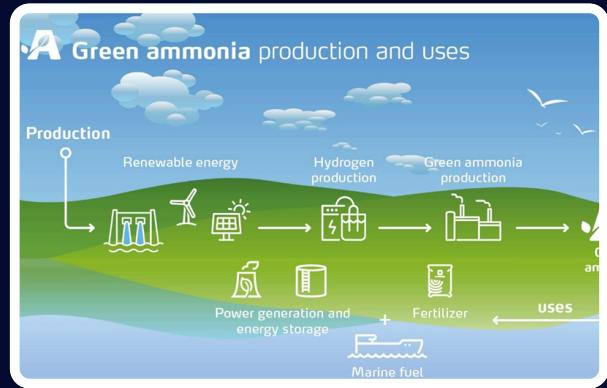 Green ammonia production and uses
Production
Renewable energy
Hydrogen
production
Green ammonia
production
Power generation and
energy storage
+
Fertilizer
uses
Marine fuel